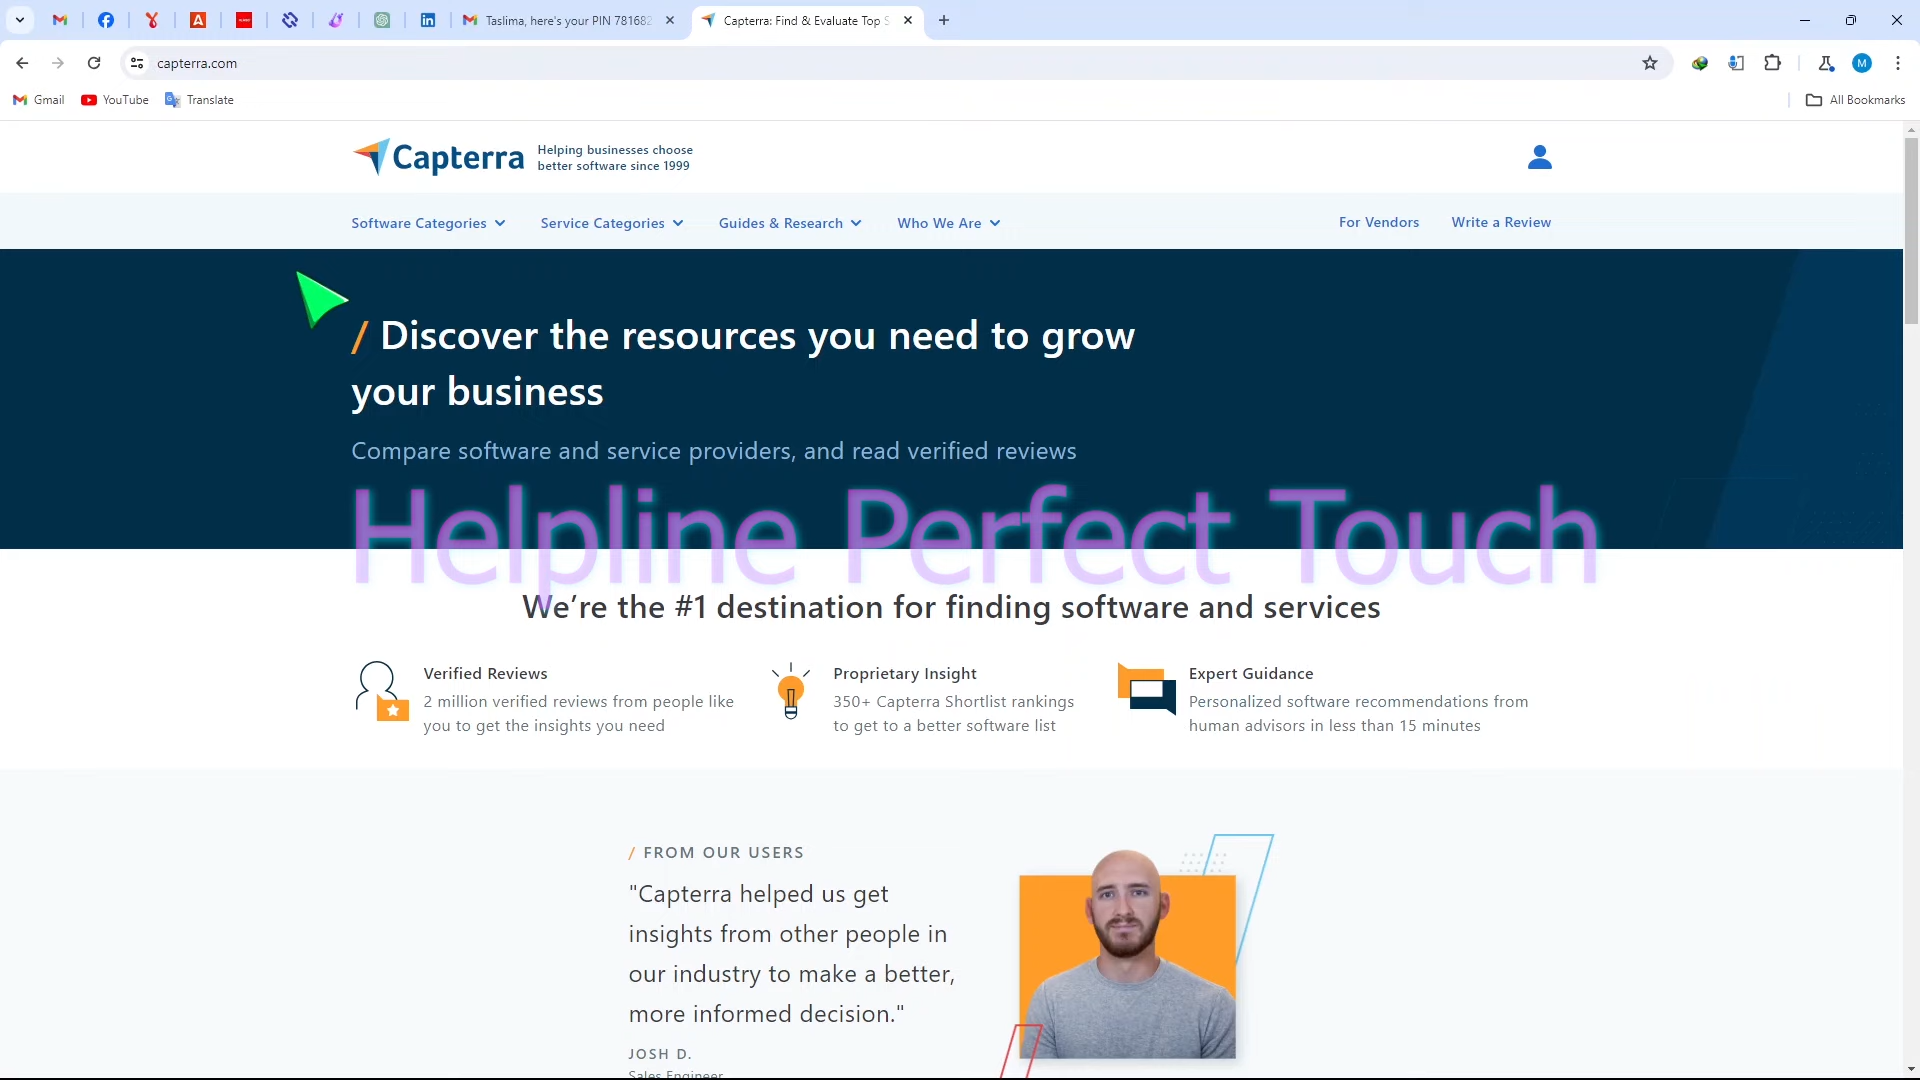 Taslima, here's your PIN 781682
Capterra: Find & Evaluate Top S
capterra.com
M
Gmail
YouTube
Translate
All Bookmarks
Capterra
Helping businesses choose
better software since 1999
Software Categories
Service Categories
Guides & Research
Who We Are
For Vendors
Write a Review
/ Discover the resources you need to grow
your business
Compare software and service providers, and read verified reviews
Helpline Perfect Touch
We're the #1 destination for finding software and services
Verified Reviews
2 million verified reviews from people like
you to get the insights you need
Proprietary Insight
350+ Capterra Shortlist rankings
to get to a better software list
Expert Guidance
Personalized software recommendations from
human advisors in less than 15 minutes
/ FROM OUR USERS
"Capterra helped us get
insights from other people in
our industry to make a better,
more informed decision."
JOSH D.
Sales Engineer